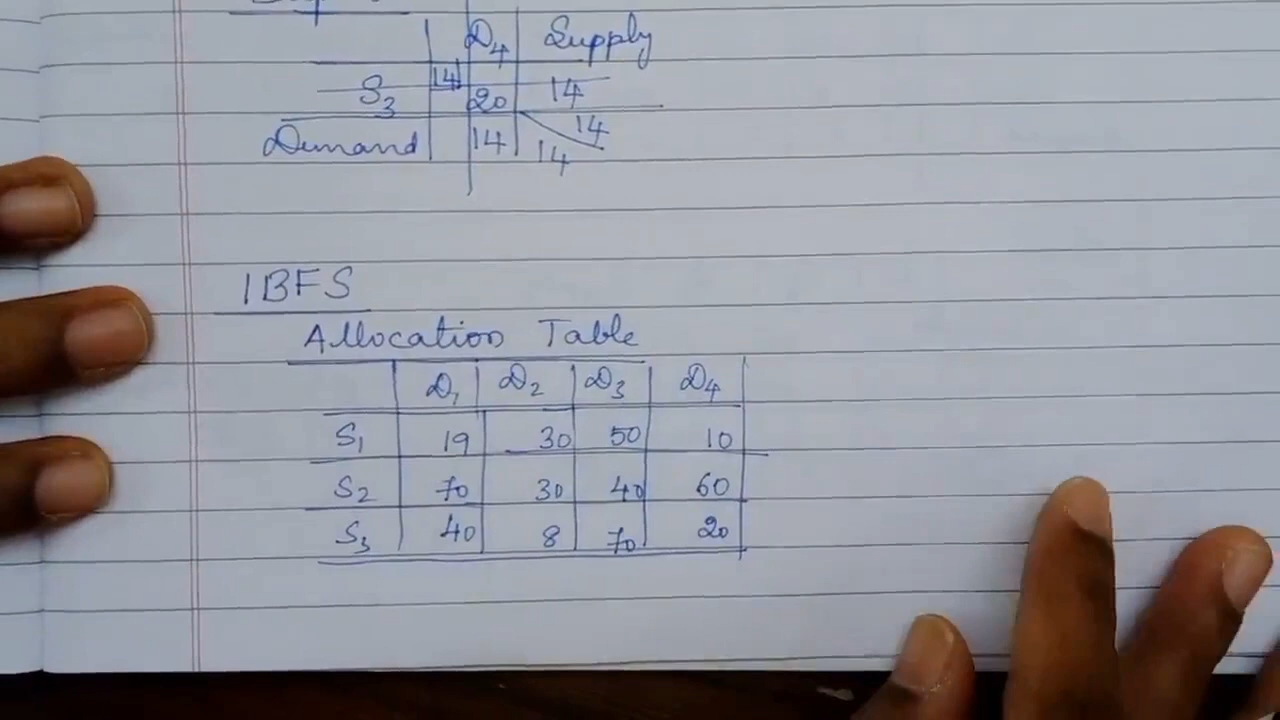 D4 Supply
14
S3 20 14
Demand 14 14
14
IBFS
Allocation Table
D1 D2 D3 D4
S1 19 30 50 10
S2 70 30 40 60
S3 40 8 70 20